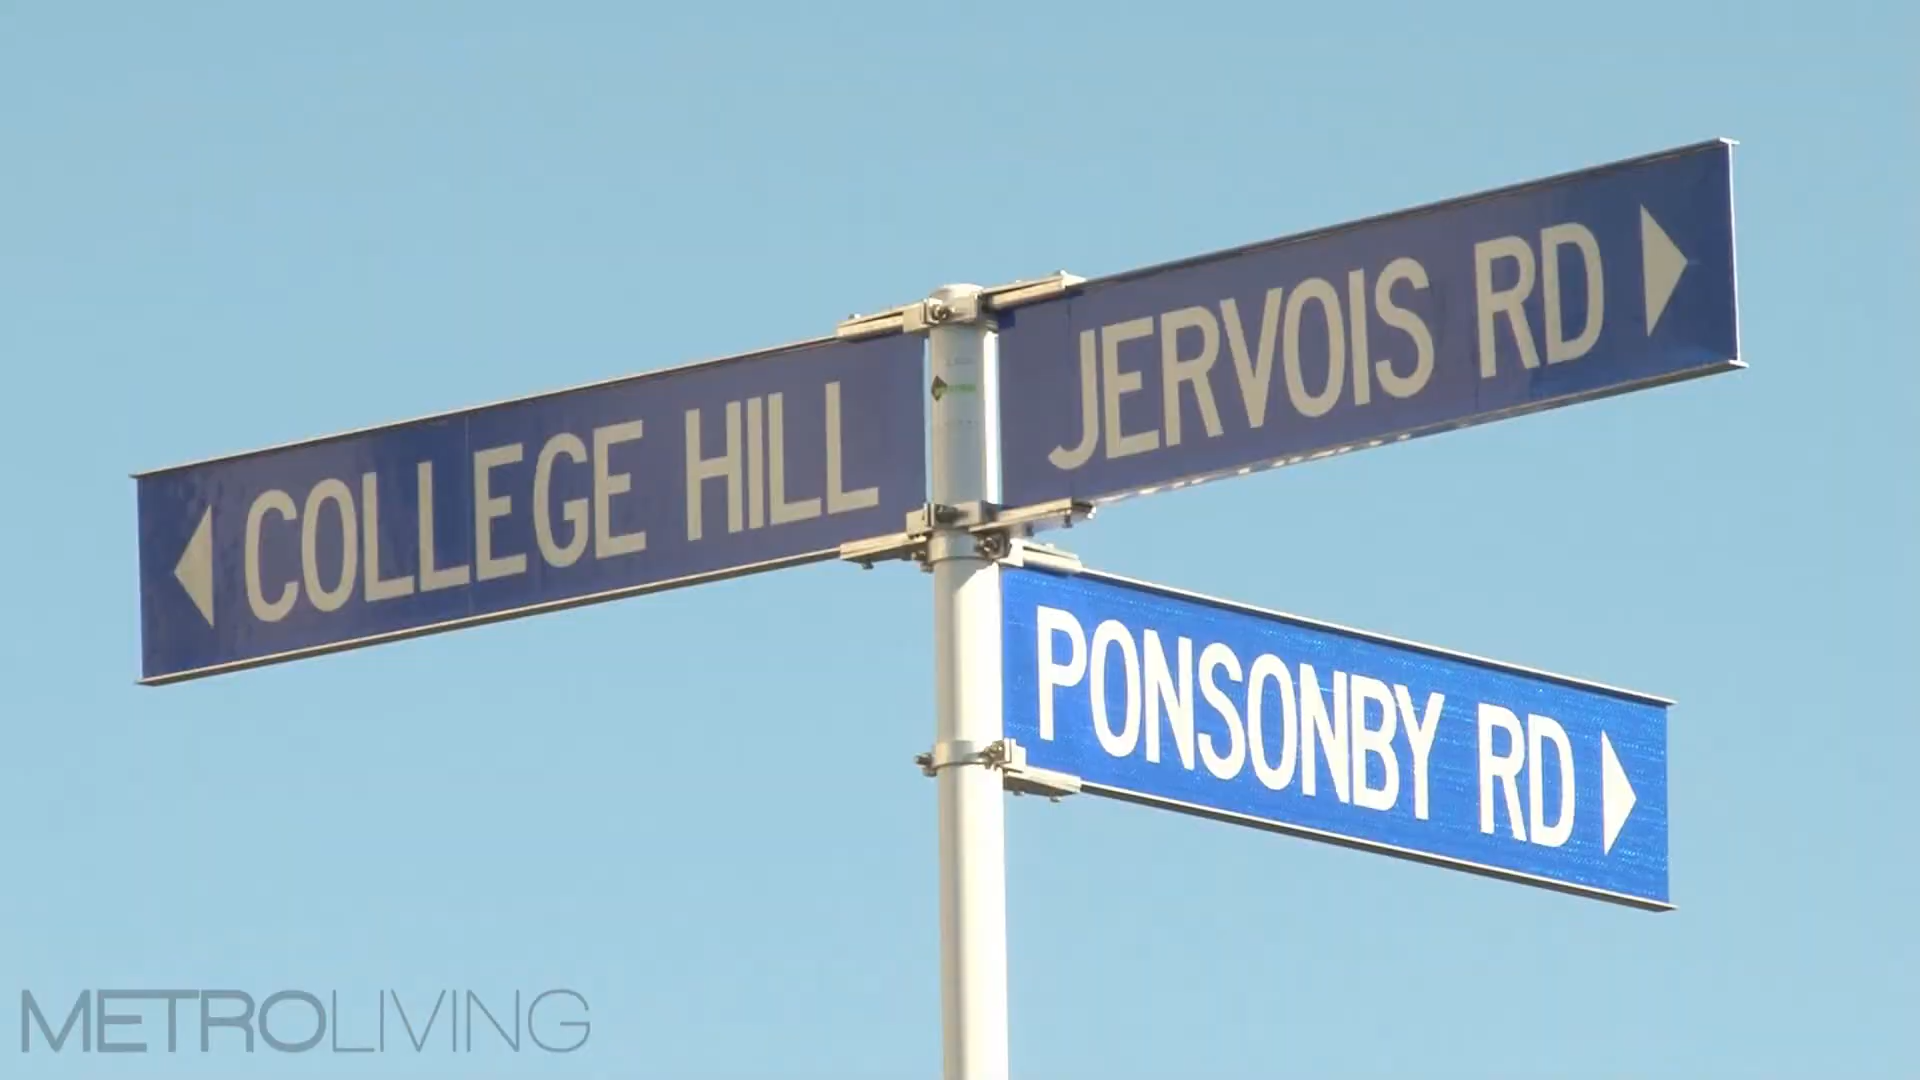 JERVOIS RD
COLLEGE HILL
PONSONBY RD
METROLIVING